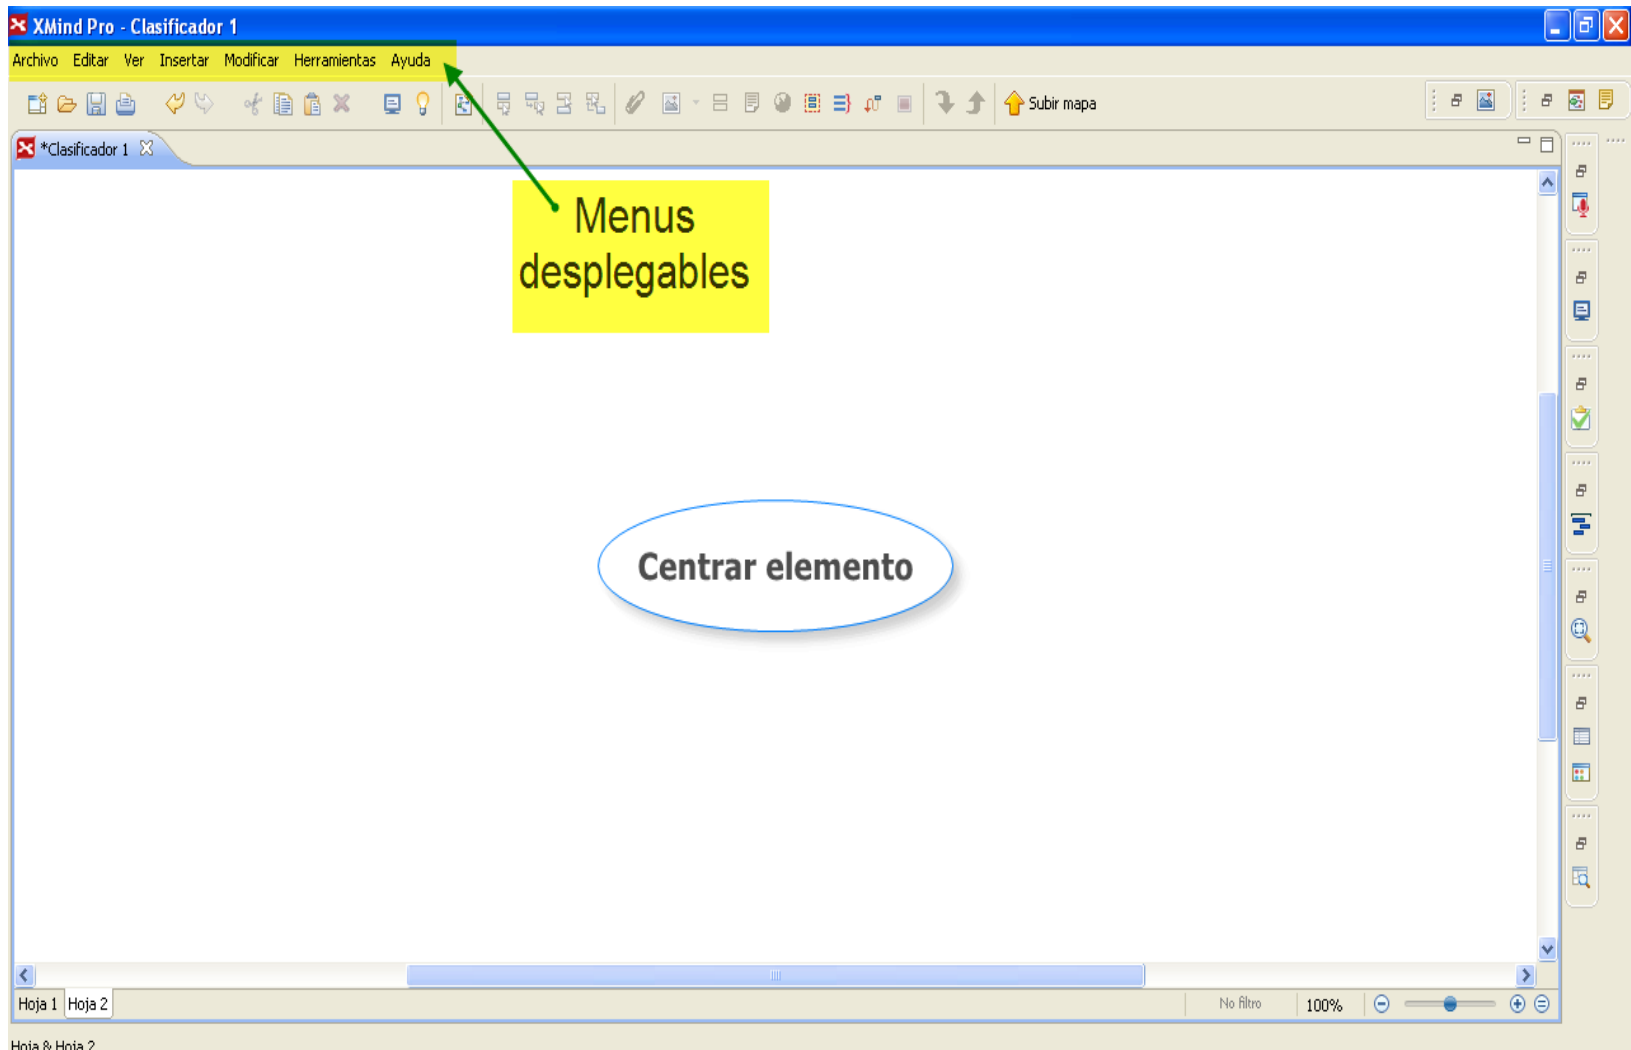 XMind Pro - Clasificador 1
Archivo Editar Ver Insertar Modificar Herramientas Ayuda
Subir mapa
*Clasificador 1
Menus
desplegables
Centrar elemento
Hoja 1 Hoja 2 No filtro 100%
Hoja & Hoja 2